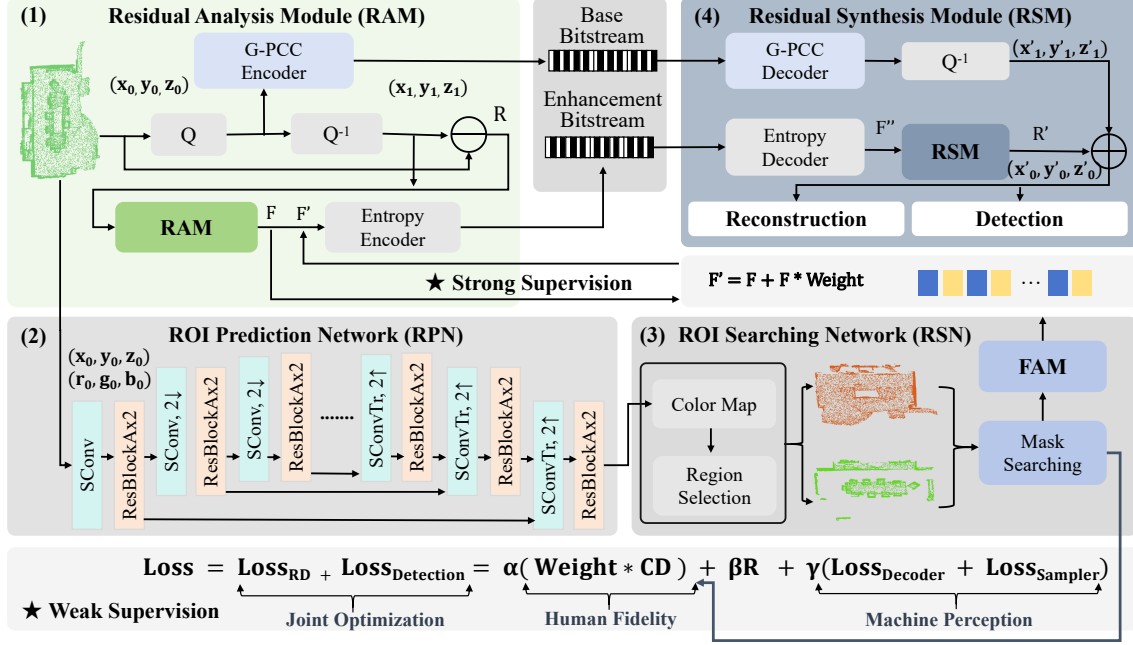 (1) Residual Analysis Module (RAM)
G-PCC
Encoder
(x₀, y₀, z₀)
(x₁, y₁, z₁)
Q
Q⁻¹
R
RAM
F
F'
Entropy
Encoder
★ Strong Supervision
Base
Bitstream
Enhancement
Bitstream
(4) Residual Synthesis Module (RSM)
G-PCC
Decoder
Q⁻¹
(x'₁, y'₁, z'₁)
Entropy
Decoder
F''
RSM
R'
(x'₀, y'₀, z'₀)
Reconstruction
Detection
F' = F + F * Weight
...
(2) ROI Prediction Network (RPN)
(x₀, y₀, z₀)
(r₀, g₀, b₀)
SConv
ResBlockAx2
SConv, 2↓
ResBlockAx2
SConv, 2↓
ResBlockAx2
........
SConvTr, 2↑
ResBlockAx2
SConvTr, 2↑
ResBlockAx2
SConvTr, 2↑
ResBlockAx2
(3) ROI Searching Network (RSN)
Color Map
Region
Selection
FAM
Mask
Searching
Loss = Loss_RD + Loss_Detection = α(Weight * CD) + βR + γ(Loss_Decoder + Loss_Sampler)
★ Weak Supervision
Joint Optimization
Human Fidelity
Machine Perception